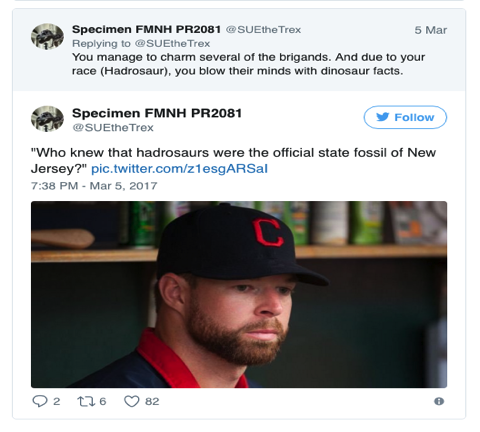 Specimen FMNH PR2081 @SUEtheTrex 5 Mar
Replying to @SUEtheTrex
You manage to charm several of the brigands. And due to your
race (Hadrosaur), you blow their minds with dinosaur facts.
Specimen FMNH PR2081
@SUEtheTrex
Follow
"Who knew that hadrosaurs were the official state fossil of New
Jersey?" pic.twitter.com/z1esgARSaI
7:38 PM - Mar 5, 2017
C
2 6 82